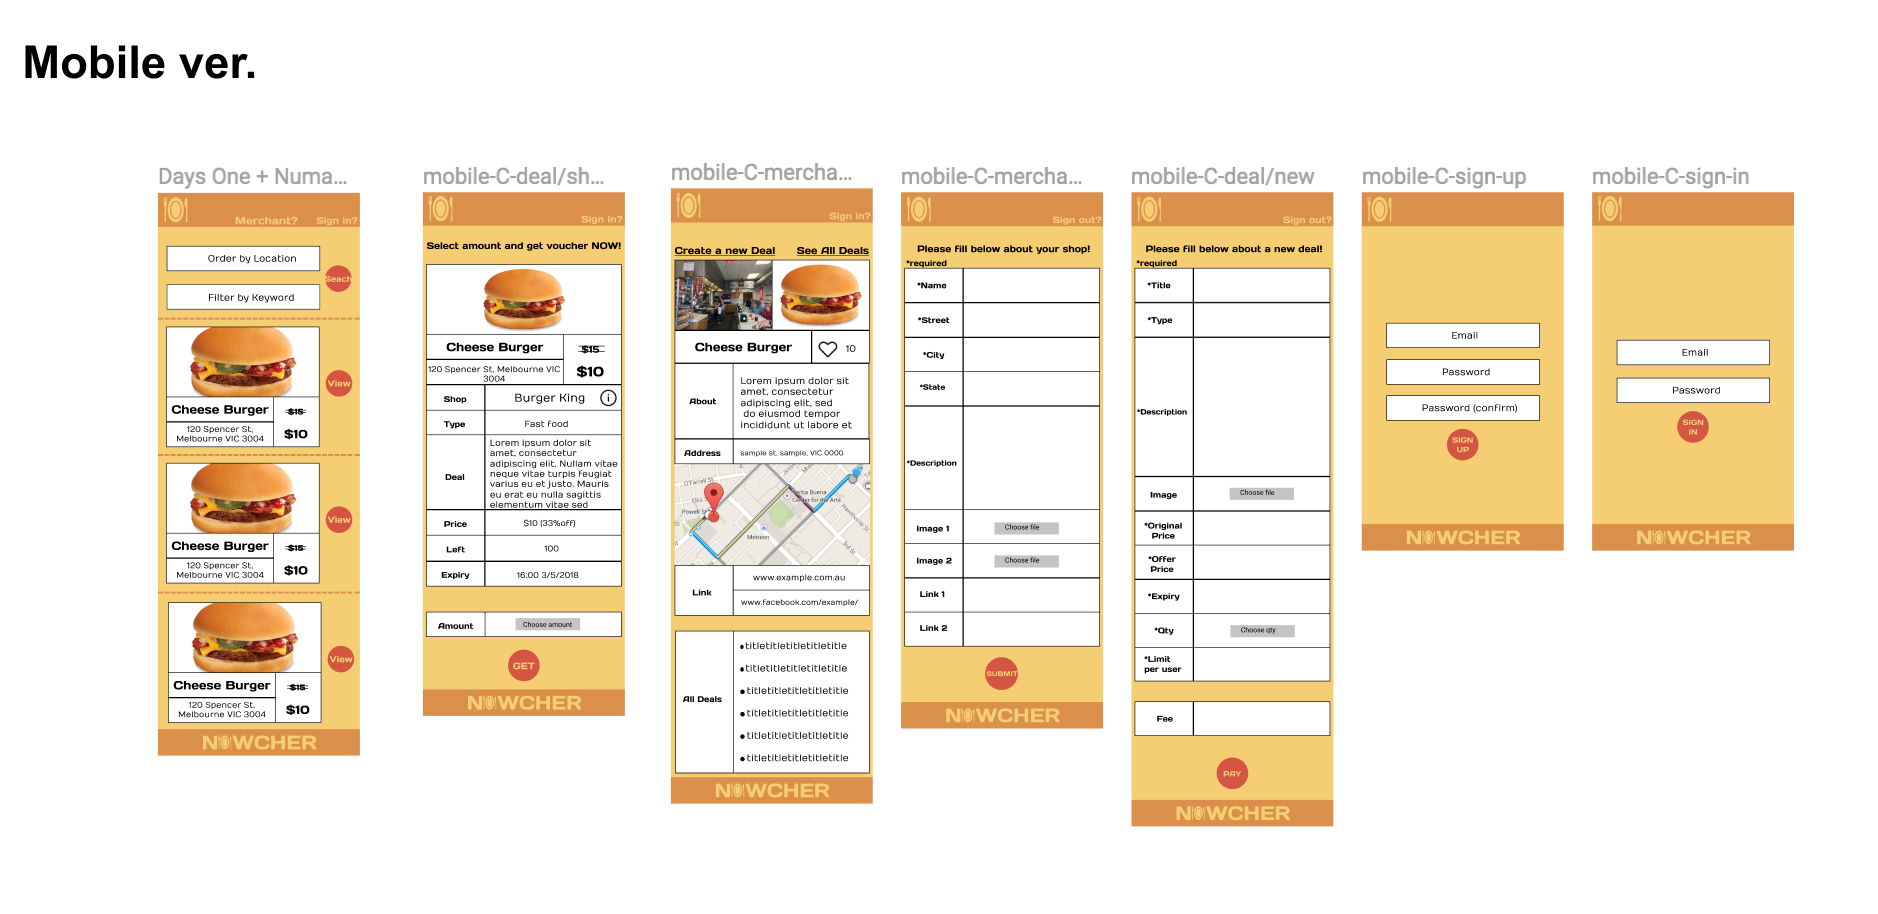 Mobile ver.
Days One + Numa...
Merchant? Sign in?
Order by Location
Seach
Filter by Keyword
View
Cheese Burger
$15
120 Spencer St,
Melbourne VIC 3004
$10
View
Cheese Burger
$15
120 Spencer St.
Melbourne VIC 3004
$10
View
Cheese Burger
$15
120 Spencer St,
Melbourne VIC 3004
$10
NOWCHER
mobile-C-deal/sh...
Sign in?
Select amount and get voucher NOW!
Cheese Burger
$15
120 Spencer St, Melbourne VIC
3004
$10
Shop
Burger King
i
Type
Fast food
Deal
Lorem ipsum dolor sit
amet, consectetur
adipiscing elit. Nullam vitae
neque vitae turpis feugiat
varius eu et justo. Mauris
eu erat eu nulla sagittis
elementum vitae sed
Price
$10 (33%off)
Left
100
Expiry
16:00 3/5/2018
Amount
Choose amount
GET
NOWCHER
mobile-C-mercha...
Sign in?
Create a new Deal
See All Deals
Cheese Burger
10
About
Lorem ipsum dolor sit
amet, consectetur
adipiscing elit, sed
do eiusmod tempor
incididunt ut labore et
Address
sample st, sample, VIC 0000
O'Farrell St
Powell St
Yerba Buena
Center for the Arts
Hawthorne St
Metreon
3rd St
Link
www.example.com.au
www.facebook.com/example/
All Deals
•titletitletitletitletitle
•titletitletitletitletitle
•titletitletitletitletitle
•titletitletitletitletitle
•titletitletitletitletitle
•titletitletitletitletitle
NOWCHER
mobile-C-mercha...
Sign out?
Please fill below about your shop!
*required
*Name
*Street
*City
*State
*Description
Image 1
Choose file
Image 2
Choose file
Link 1
Link 2
SUBMIT
NOWCHER
mobile-C-deal/new
Sign out?
Please fill below about a new deal!
*required
*Title
*Type
*Description
Image
Choose file
*Original
Price
*Offer
Price
*Expiry
*Qty
Choose qty
*Limit
per user
Fee
PAY
NOWCHER
mobile-C-sign-up
Email
Password
Password (confirm)
SIGN
UP
NOWCHER
mobile-C-sign-in
Email
Password
SIGN
IN
NOWCHER